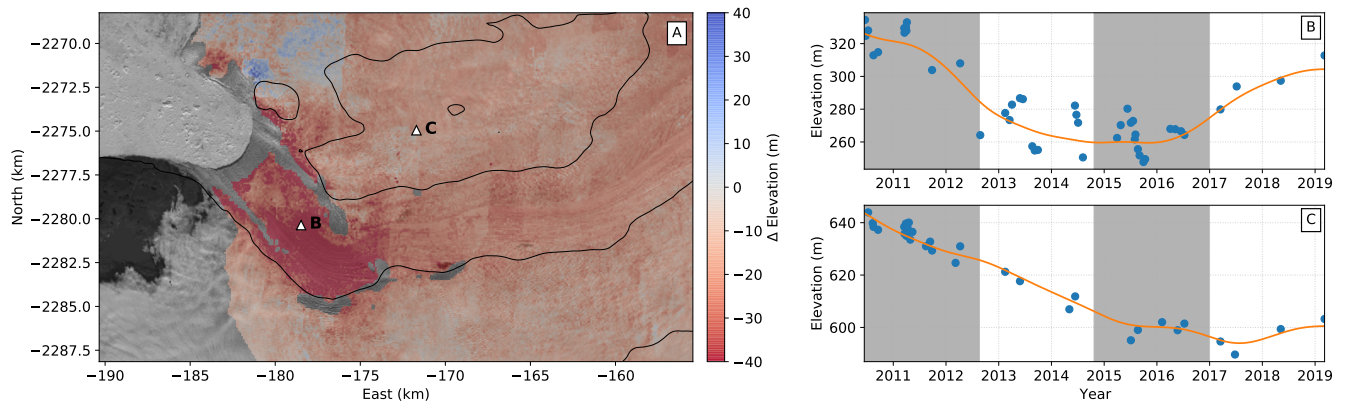 A
B
C
−2270.0
−2272.5
−2275.0
−2277.5
−2280.0
−2282.5
−2285.0
−2287.5
North (km)
−190
−185
−180
−175
−170
−165
−160
East (km)
40
30
20
10
0
−10
−20
−30
−40
Δ Elevation (m)
B
320
300
280
260
Elevation (m)
2011 2012 2013 2014 2015 2016 2017 2018 2019
C
640
620
600
Elevation (m)
2011 2012 2013 2014 2015 2016 2017 2018 2019
Year